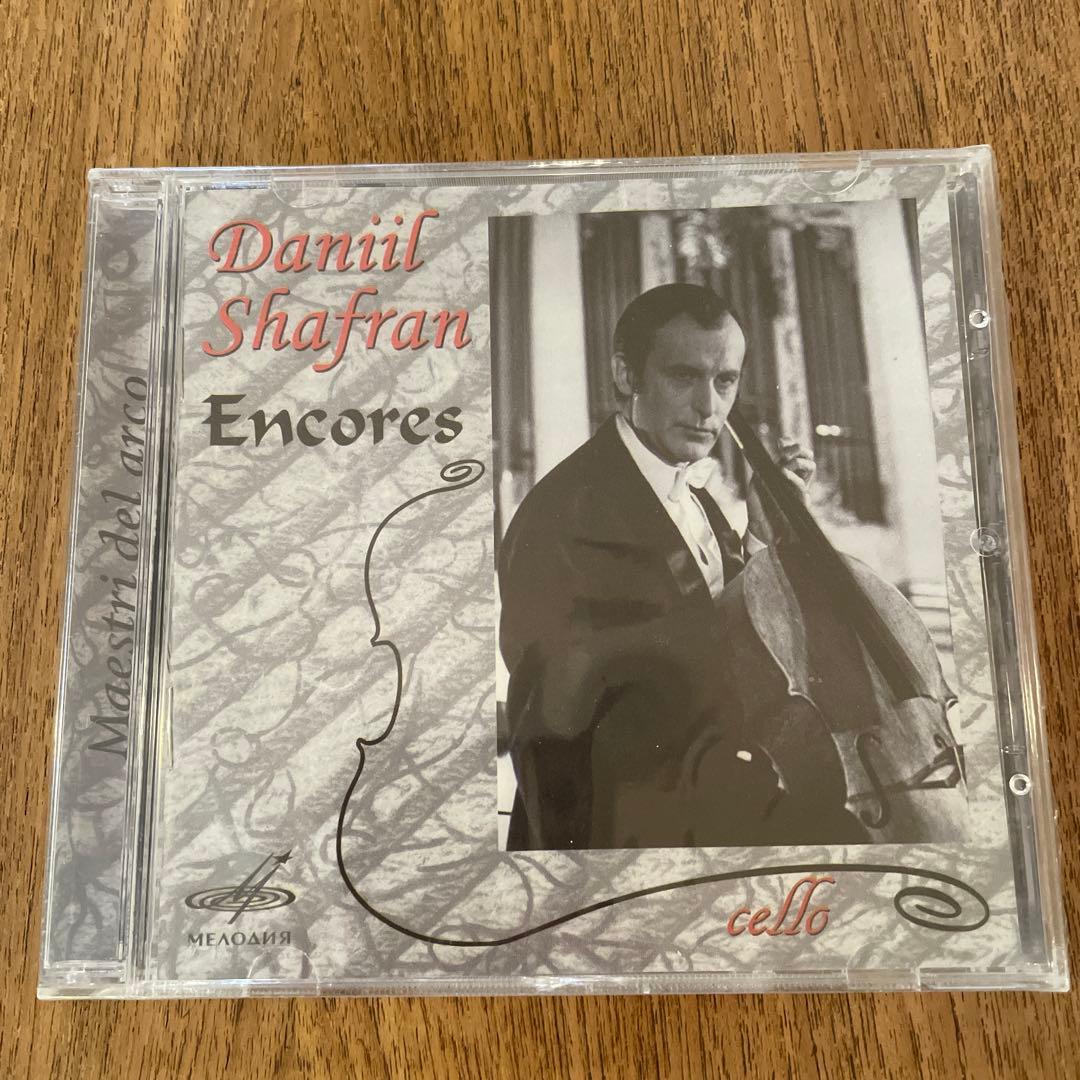 Daniil
Shafran
Encores
Maestri del arco
cello
МЕЛОДИЯ